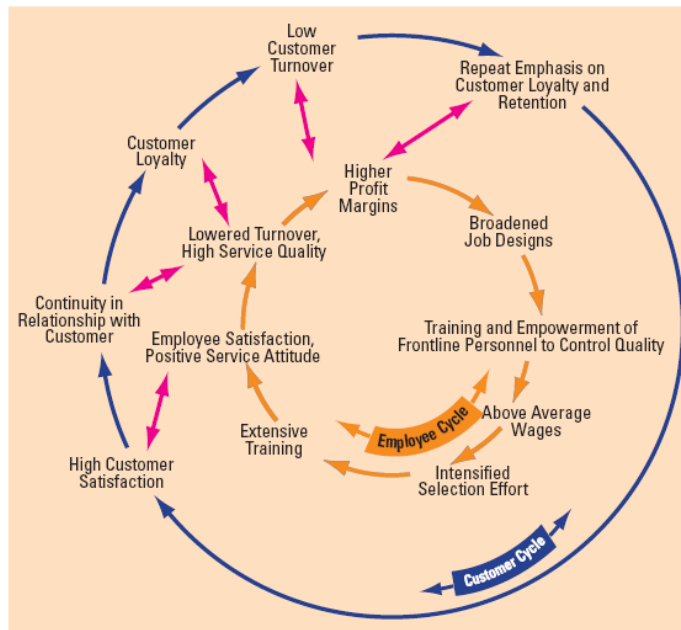 Low
Customer
Turnover
Repeat Emphasis on
Customer Loyalty and
Retention
Customer
Loyalty
Higher
Profit
Margins
Broadened
Job Designs
Lowered Turnover,
High Service Quality
Continuity in
Relationship with
Customer
Employee Satisfaction,
Positive Service Attitude
Training and Empowerment of
Frontline Personnel to Control Quality
Extensive
Training
Employee Cycle
Above Average
Wages
High Customer
Satisfaction
Intensified
Selection Effort
Customer Cycle